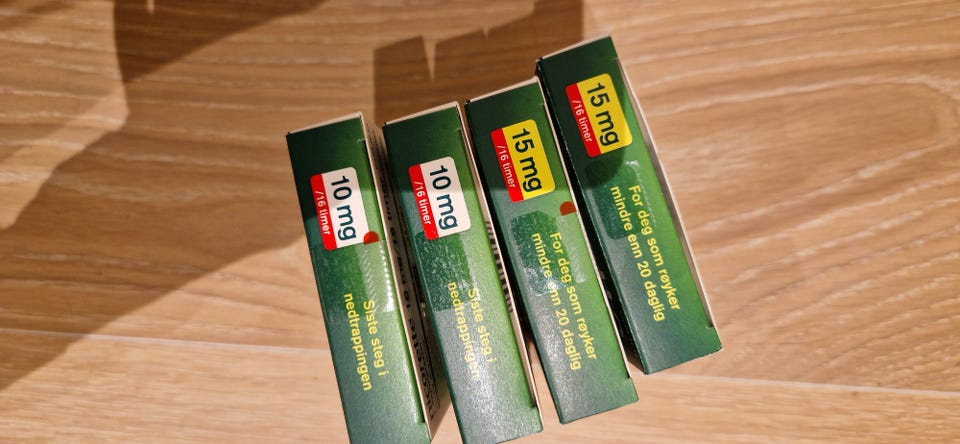 10 mg
/16 timer
Siste steg i
nedtrappingen
10 mg
/16 timer
Siste steg i
nedtrappingen
15 mg
/16 timer
For deg som røyker
mindre enn 20 daglig
15 mg
/16 timer
For deg som røyker
mindre enn 20 daglig